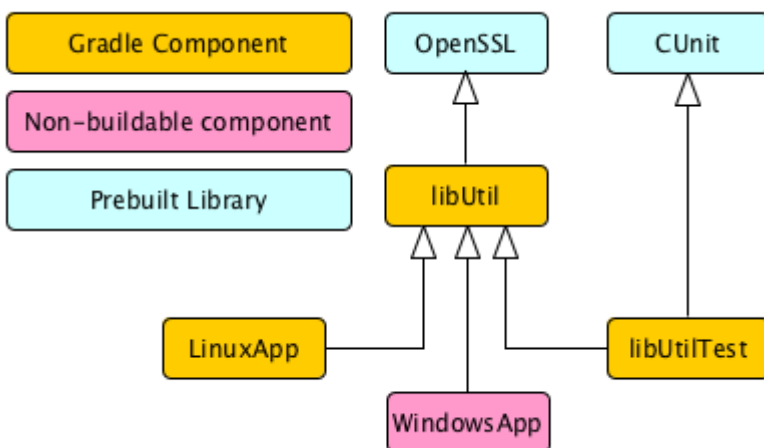 Gradle Component
OpenSSL
CUnit
Non-buildable component
Prebuilt Library
libUtil
LinuxApp
libUtilTest
WindowsApp